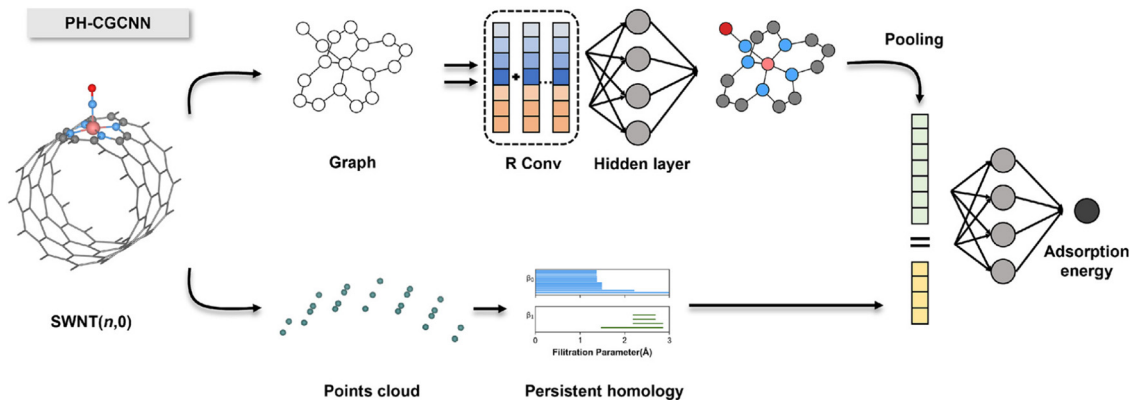 PH-CGCNN
Graph
R Conv
Hidden layer
Pooling
SWNT(n,0)
Points cloud
β0
β1
0 1 2 3
Filtration Parameter(Å)
Persistent homology
Adsorption
energy